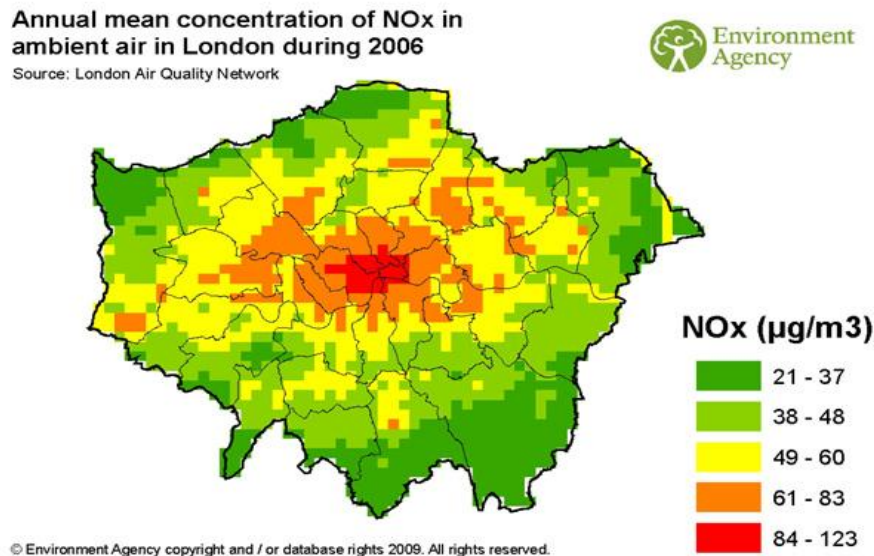 Annual mean concentration of NOx in
ambient air in London during 2006
Source: London Air Quality Network
Environment
Agency
NOx (µg/m3)
21 - 37
38 - 48
49 - 60
61 - 83
84 - 123
© Environment Agency copyright and / or database rights 2009. All rights reserved.